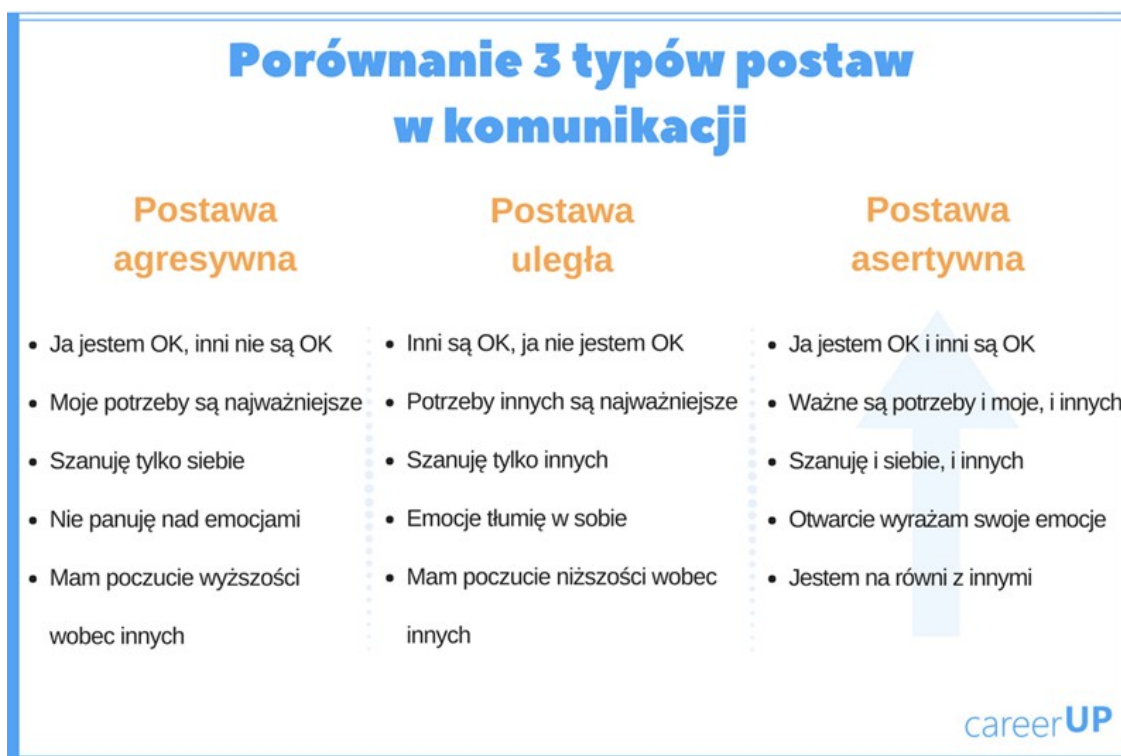 Porównanie 3 typów postaw
w komunikacji
Postawa
agresywna
• Ja jestem OK, inni nie są OK
• Moje potrzeby są najważniejsze
• Szanuję tylko siebie
• Nie panuję nad emocjami
• Mam poczucie wyższości
wobec innych
Postawa
uległa
• Inni są OK, ja nie jestem OK
• Potrzeby innych są najważniejsze
• Szanuję tylko innych
• Emocje tłumię w sobie
• Mam poczucie niższości wobec
innych
Postawa
asertywna
• Ja jestem OK i inni są OK
• Ważne są potrzeby i moje, i innych
• Szanuję i siebie, i innych
• Otwarcie wyrażam swoje emocje
• Jestem na równi z innymi
careerUP